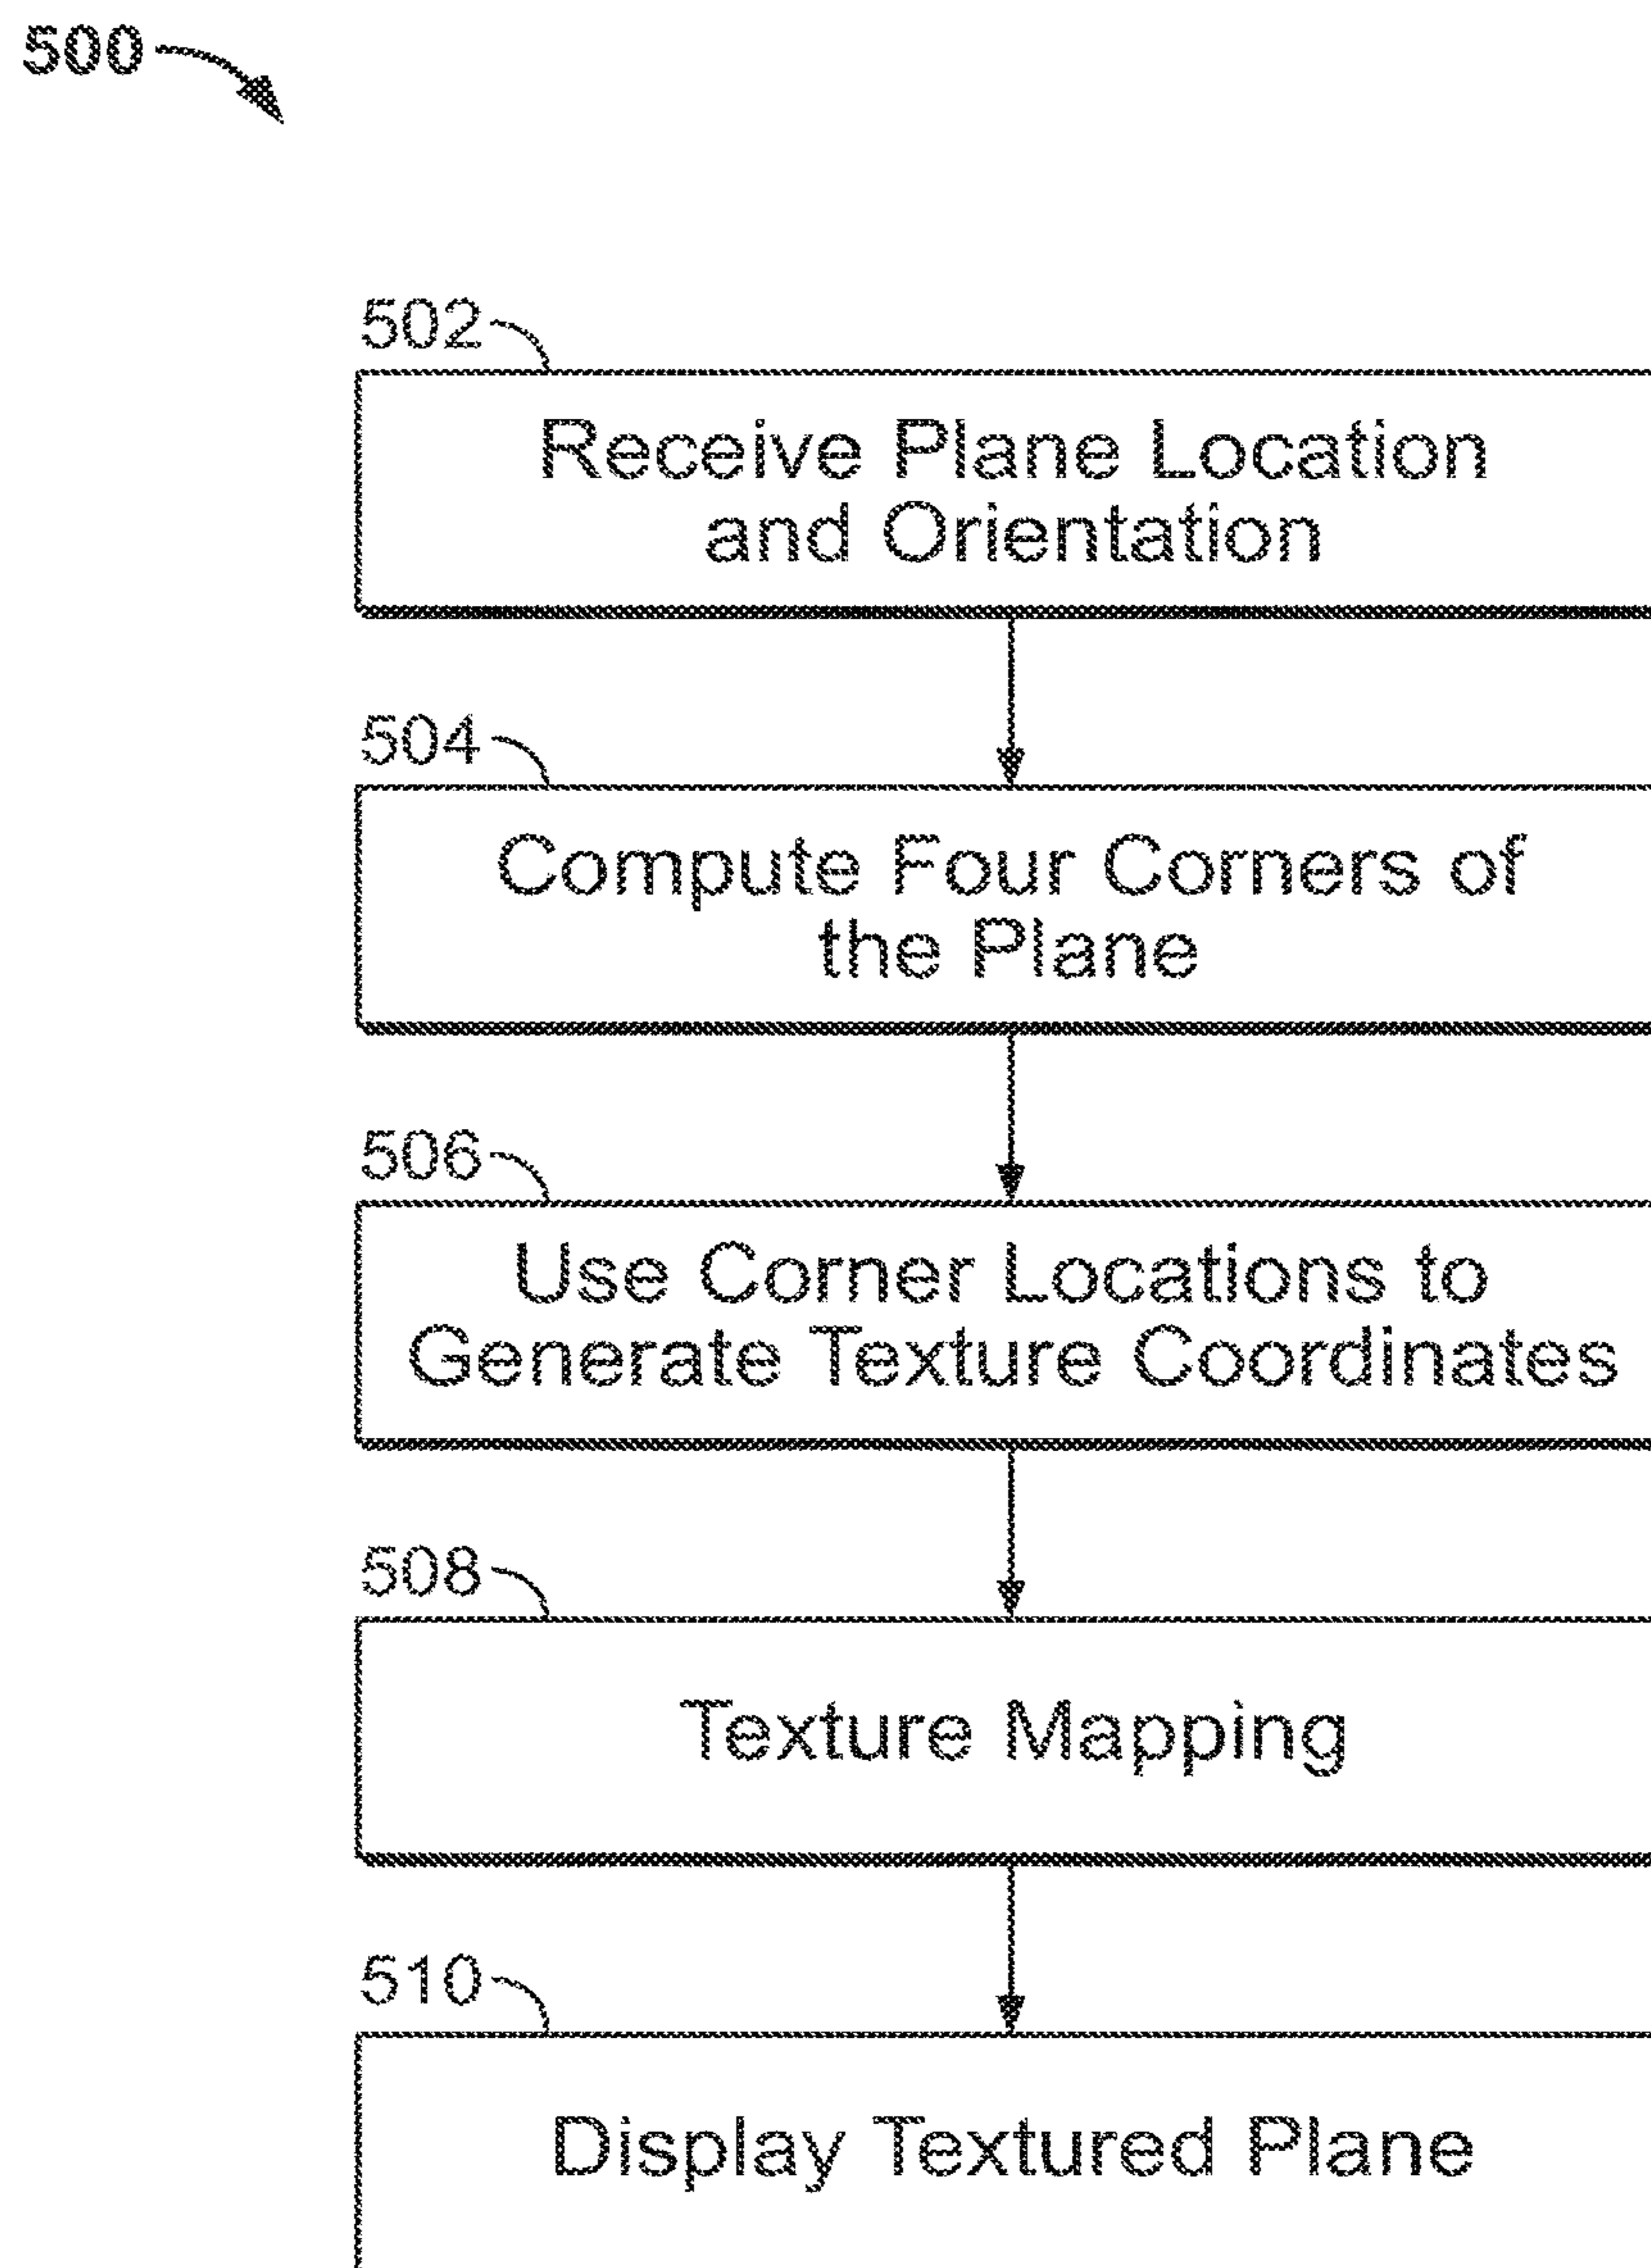 500
502
Receive Plane Location
and Orientation
504
Compute Four Corners of
the Plane
506
Use Corner Locations to
Generate Texture Coordinates
508
Texture Mapping
510
Display Textured Plane